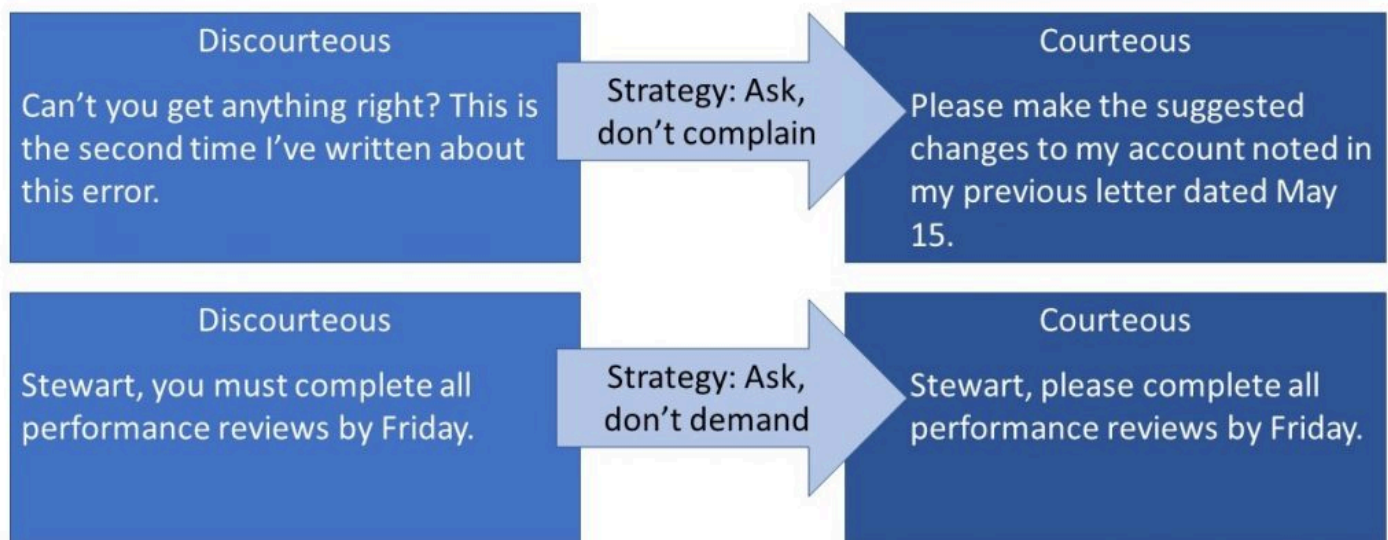 Discourteous
Can't you get anything right? This is
the second time I've written about
this error.
Strategy: Ask,
don't complain
Courteous
Please make the suggested
changes to my account noted in
my previous letter dated May
15.
Discourteous
Stewart, you must complete all
performance reviews by Friday.
Strategy: Ask,
don't demand
Courteous
Stewart, please complete all
performance reviews by Friday.